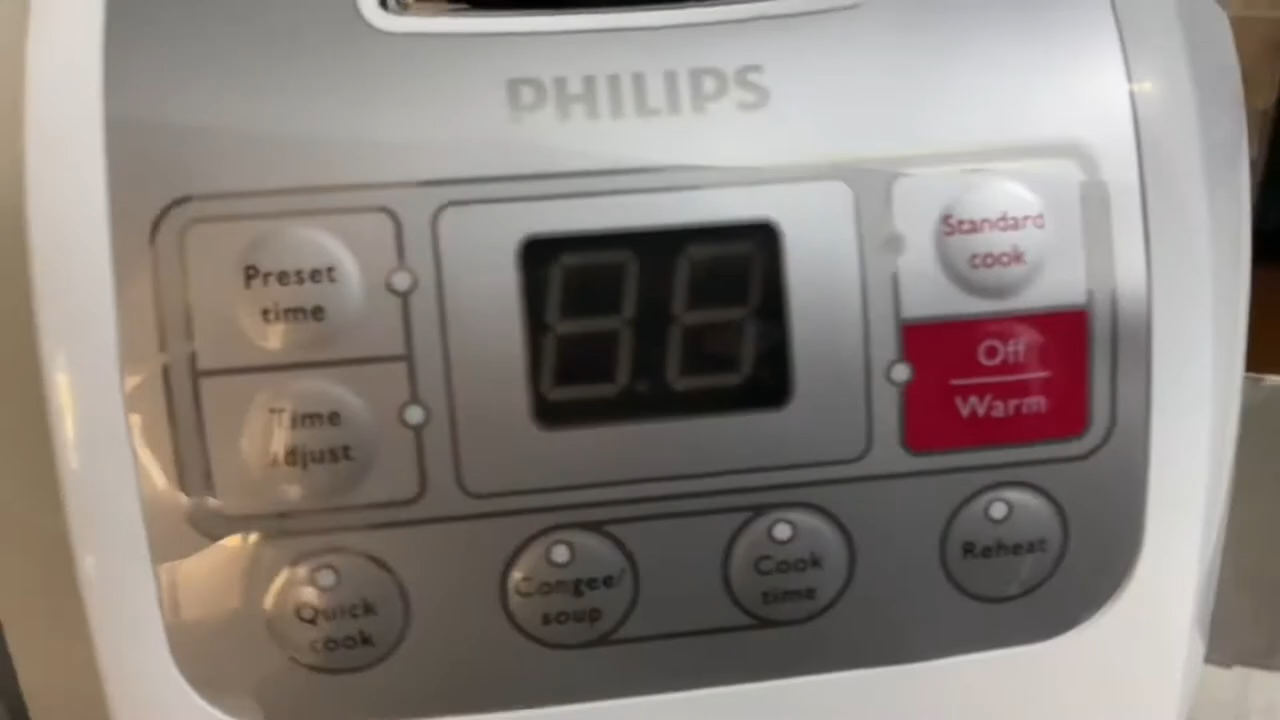 PHILIPS
Preset
time
Time
adjust
Standard
cook
Off
Warm
Quick
cook
Congee/
soup
Cook
time
Reheat